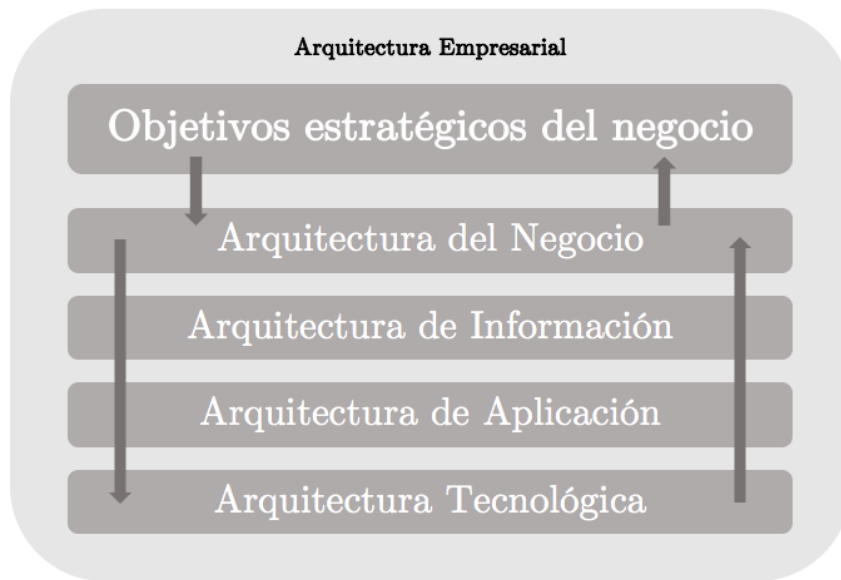 Arquitectura Empresarial
Objetivos estratégicos del negocio
Arquitectura del Negocio
Arquitectura de Información
Arquitectura de Aplicación
Arquitectura Tecnológica